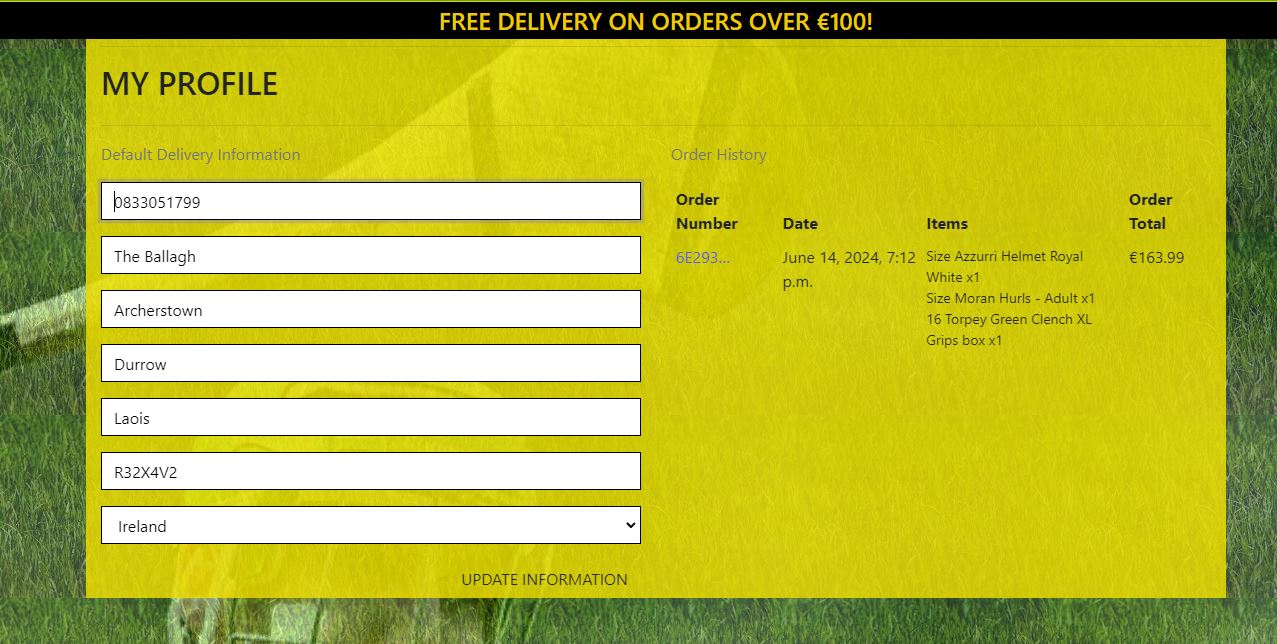 FREE DELIVERY ON ORDERS OVER €100!
MY PROFILE
Default Delivery Information
0833051799
The Ballagh
Archerstown
Durrow
Laois
R32X4V2
Ireland
UPDATE INFORMATION
Order History
Order
Number
Date
Items
Order
Total
6E293...
June 14, 2024, 7:12
p.m.
Size Azzurri Helmet Royal
White x1
Size Moran Hurls - Adult x1
16 Torpey Green Clench XL
Grips box x1
€163.99